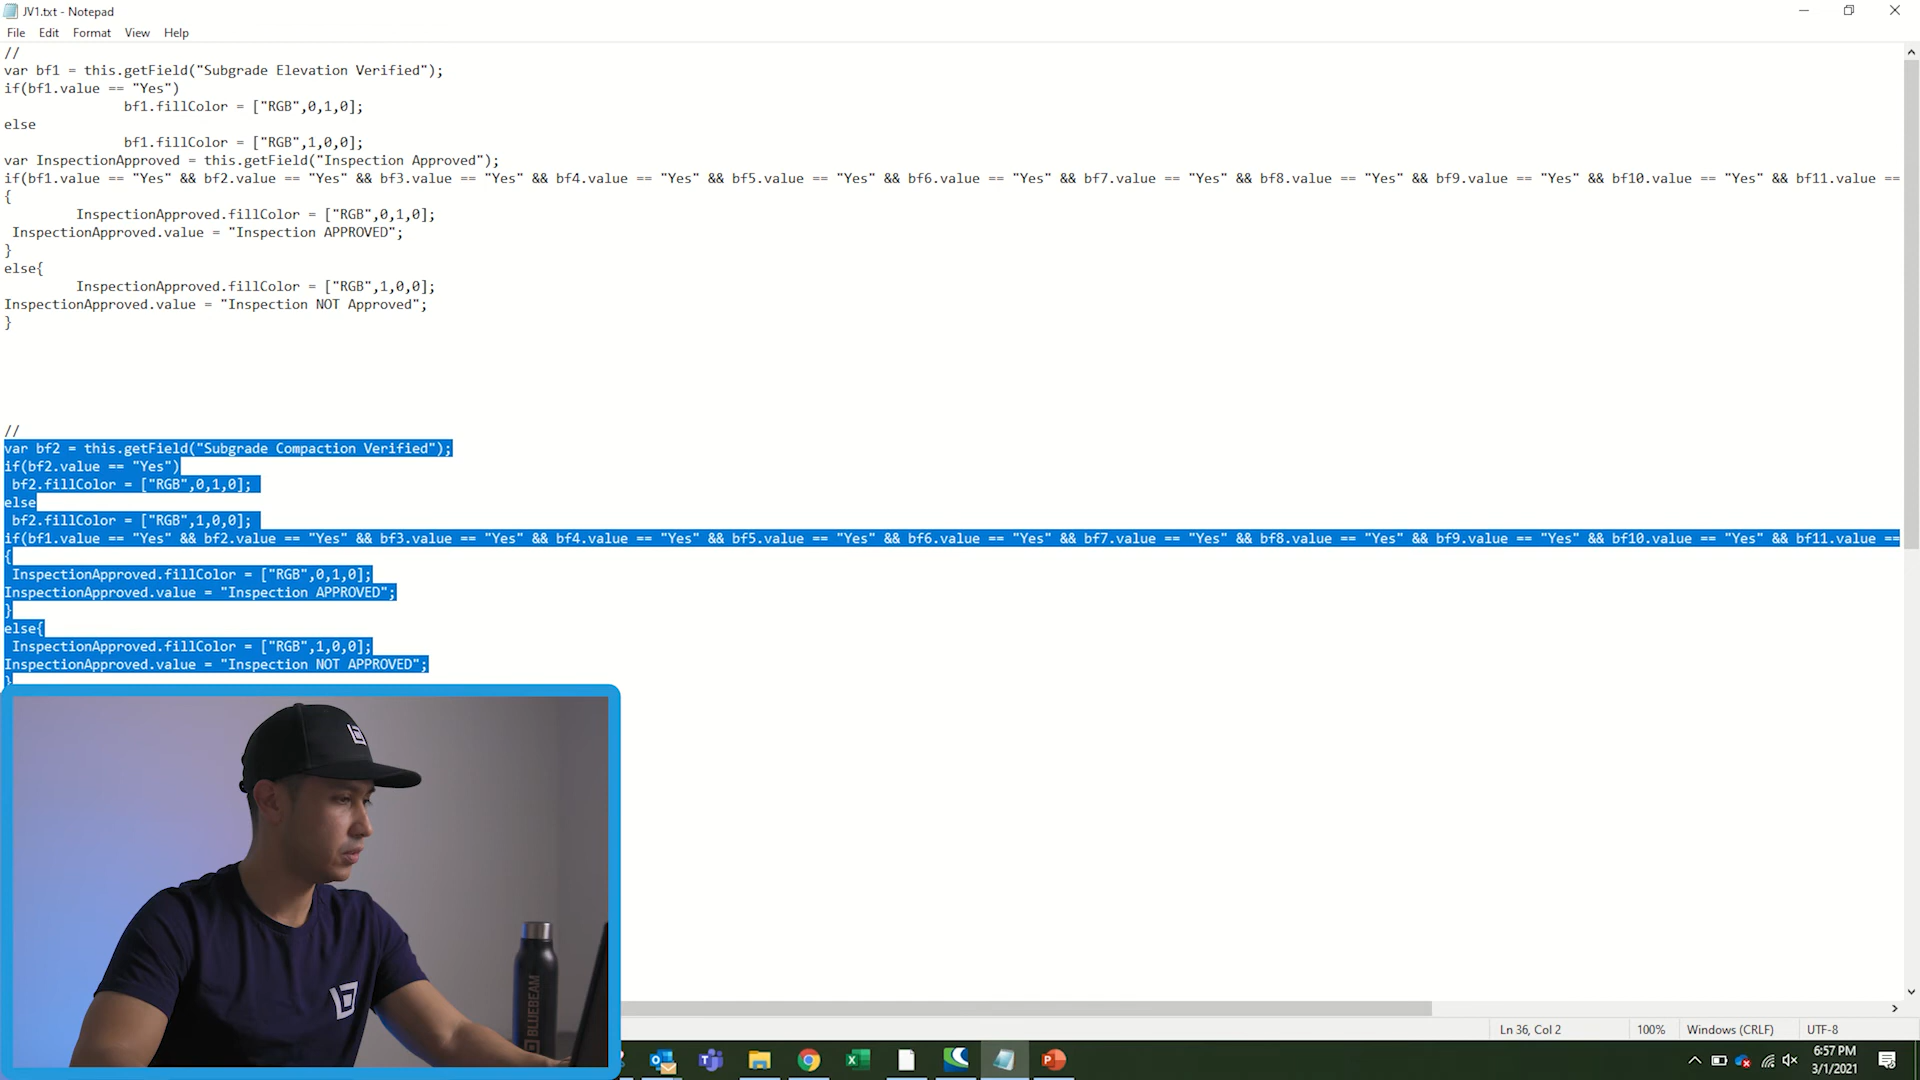 JV1.txt - Notepad
File Edit Format View Help
//
var bf1 = this.getField("Subgrade Elevation Verified");
if(bf1.value == "Yes")
bf1.fillColor = ["RGB",0,1,0];
else
bf1.fillColor = ["RGB",1,0,0];
var InspectionApproved = this.getField("Inspection Approved");
if(bf1.value == "Yes" && bf2.value == "Yes" && bf3.value == "Yes" && bf4.value == "Yes" && bf5.value == "Yes" && bf6.value == "Yes" && bf7.value == "Yes" && bf8.value == "Yes" && bf9.value == "Yes" && bf10.value == "Yes" && bf11.value ==
{
InspectionApproved.fillColor = ["RGB",0,1,0];
InspectionApproved.value = "Inspection APPROVED";
}
else{
InspectionApproved.fillColor = ["RGB",1,0,0];
InspectionApproved.value = "Inspection NOT Approved";
}
//
var bf2 = this.getField("Subgrade Compaction Verified");
if(bf2.value == "Yes")
bf2.fillColor = ["RGB",0,1,0];
else
bf2.fillColor = ["RGB",1,0,0];
if(bf1.value == "Yes" && bf2.value == "Yes" && bf3.value == "Yes" && bf4.value == "Yes" && bf5.value == "Yes" && bf6.value == "Yes" && bf7.value == "Yes" && bf8.value == "Yes" && bf9.value == "Yes" && bf10.value == "Yes" && bf11.value ==
{
InspectionApproved.fillColor = ["RGB",0,1,0];
InspectionApproved.value = "Inspection APPROVED";
}
else{
InspectionApproved.fillColor = ["RGB",1,0,0];
InspectionApproved.value = "Inspection NOT APPROVED";
}
BLUEBEAM
Ln 36, Col 2 100% Windows (CRLF) UTF-8
6:57 PM
3/1/2021